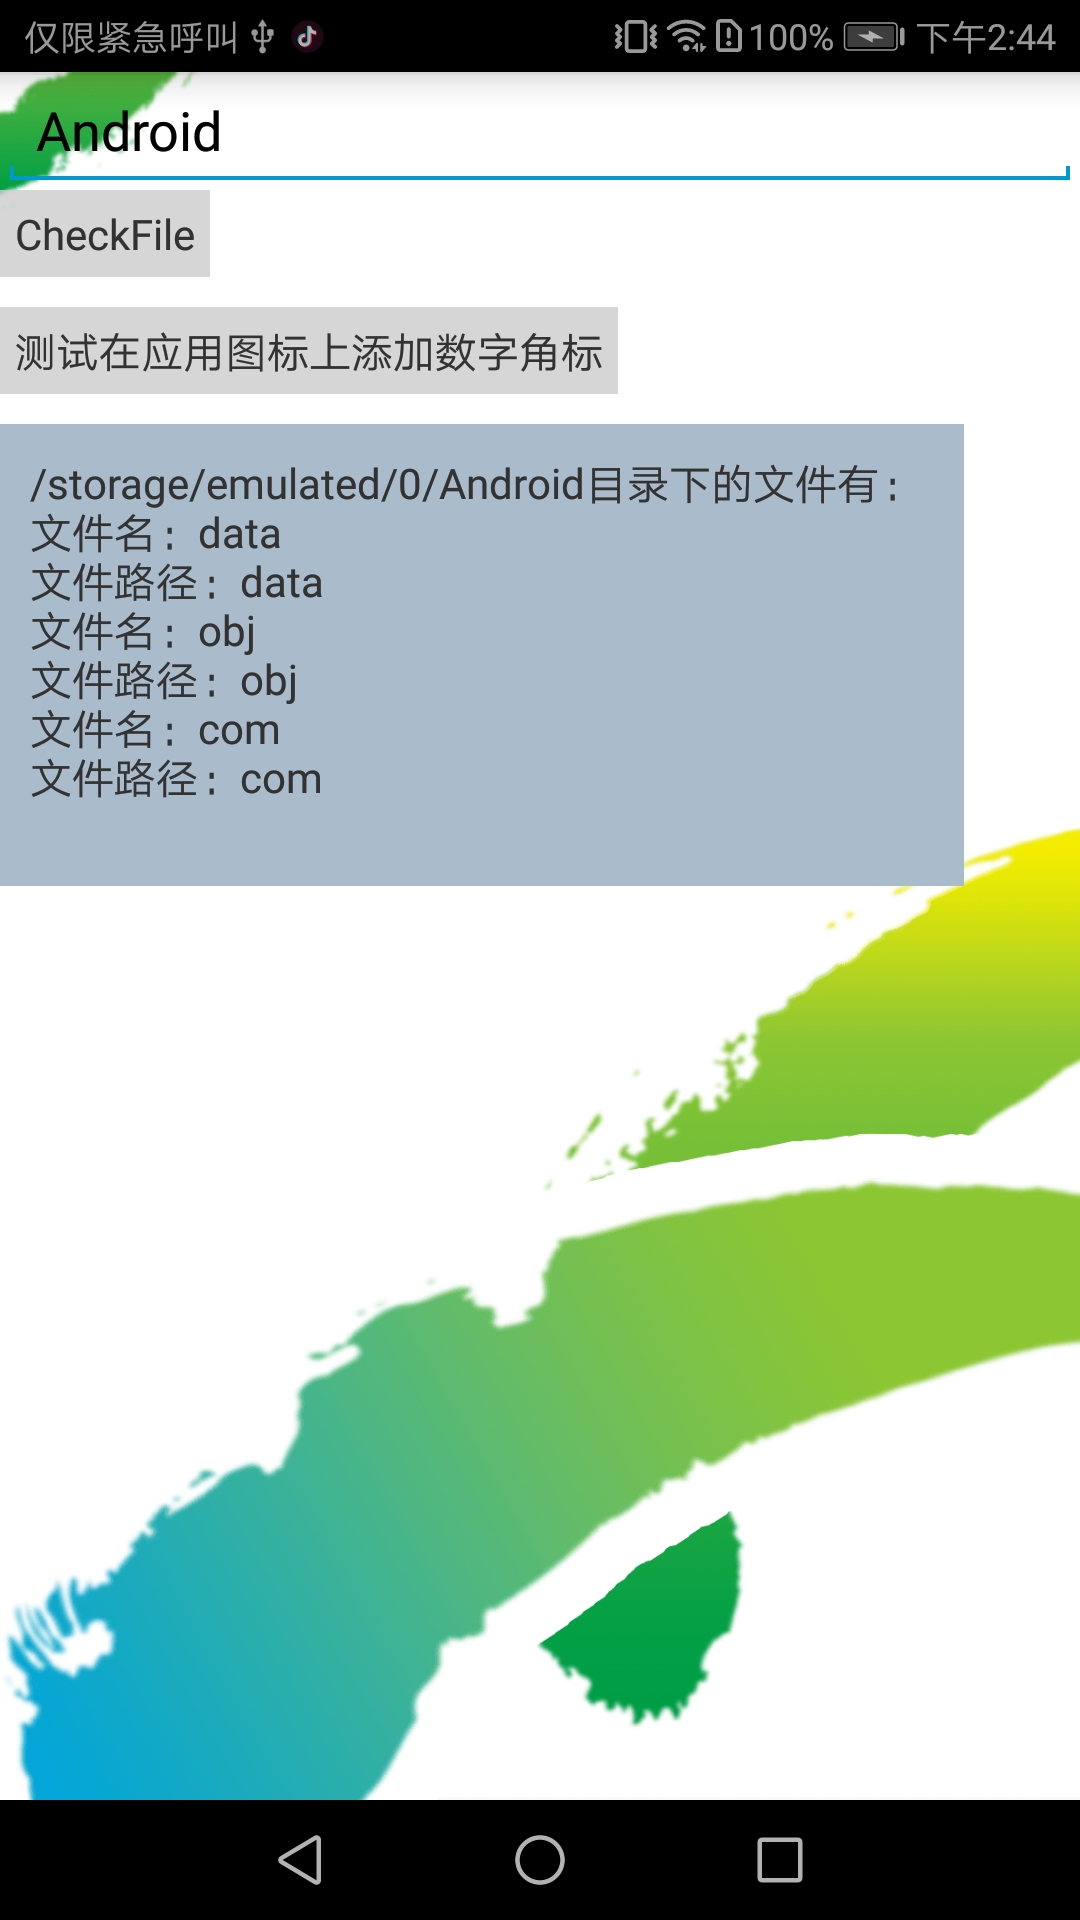 仅限紧急呼叫 100% 下午2:44
Android
CheckFile
测试在应用图标上添加数字角标
/storage/emulated/0/Android目录下的文件有：
文件名：data
文件路径：data
文件名：obj
文件路径：obj
文件名：com
文件路径：com